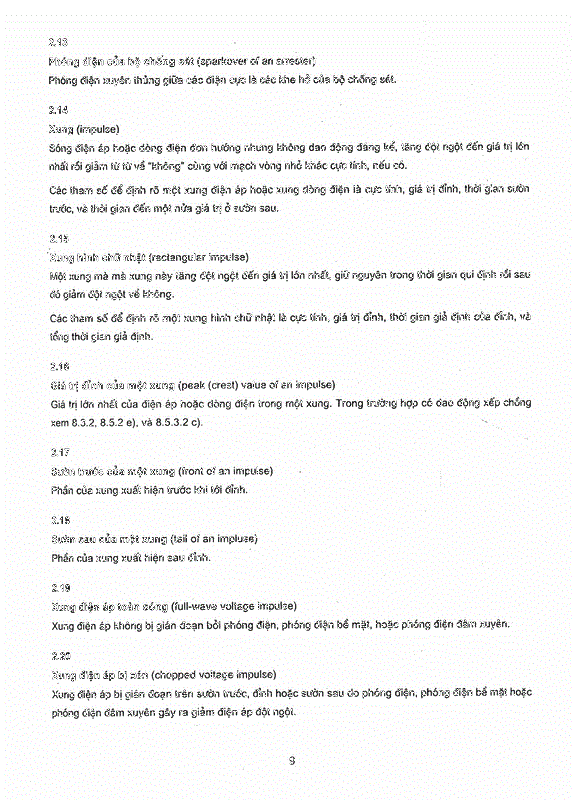 2.13
Phóng điện của bộ chống sét (sparkover of an arrester)
Phóng điện xuyên thủng giữa các điện cực là các khe hở của bộ chống sét.
2.14
Xung (impulse)
Sóng điện áp hoặc dòng điện đơn hướng nhưng không dao động đáng kể, tăng đột ngột đến giá trị lớn
nhất rồi giảm từ từ về "không" cùng với mạch vòng nhỏ khác cực tính, nếu có.
Các tham số để định rõ một xung điện áp hoặc xung dòng điện là cực tính, giá trị đỉnh, thời gian sườn
trước, và thời gian đến một nửa giá trị ở sườn sau.
2.15
Xung hình chữ nhật (rectangular impulse)
Một xung mà mà xung này tăng đột ngột đến giá trị lớn nhất, giữ nguyên trong thời gian qui định rồi sau
đó giảm đột ngột về không.
Các tham số để định rõ một xung hình chữ nhật là cực tính, giá trị đỉnh, thời gian giả định của đỉnh, và
tổng thời gian giả định.
2.16
Giá trị đỉnh của một xung (peak (crest) value of an impulse)
Giá trị lớn nhất của điện áp hoặc dòng điện trong một xung. Trong trường hợp có dao động xếp chồng
xem 8.3.2, 8.5.2 e), và 8.5.3.2 c).
2.17
Sườn trước của một xung (front of an impulse)
Phần của xung xuất hiện trước khi tới đỉnh.
2.18
Sườn sau của một xung (tail of an impluse)
Phần của xung xuất hiện sau đỉnh.
2.19
Xung điện áp toàn sóng (full-wave voltage impulse)
Xung điện áp không bị gián đoạn bởi phóng điện, phóng điện bề mặt, hoặc phóng điện đâm xuyên.
2.20
Xung điện áp bị xén (chopped voltage impulse)
Xung điện áp bị gián đoạn trên sườn trước, đỉnh hoặc sườn sau do phóng điện, phóng điện bề mặt hoặc
phóng điện đâm xuyên gây ra giảm điện áp đột ngột.
9